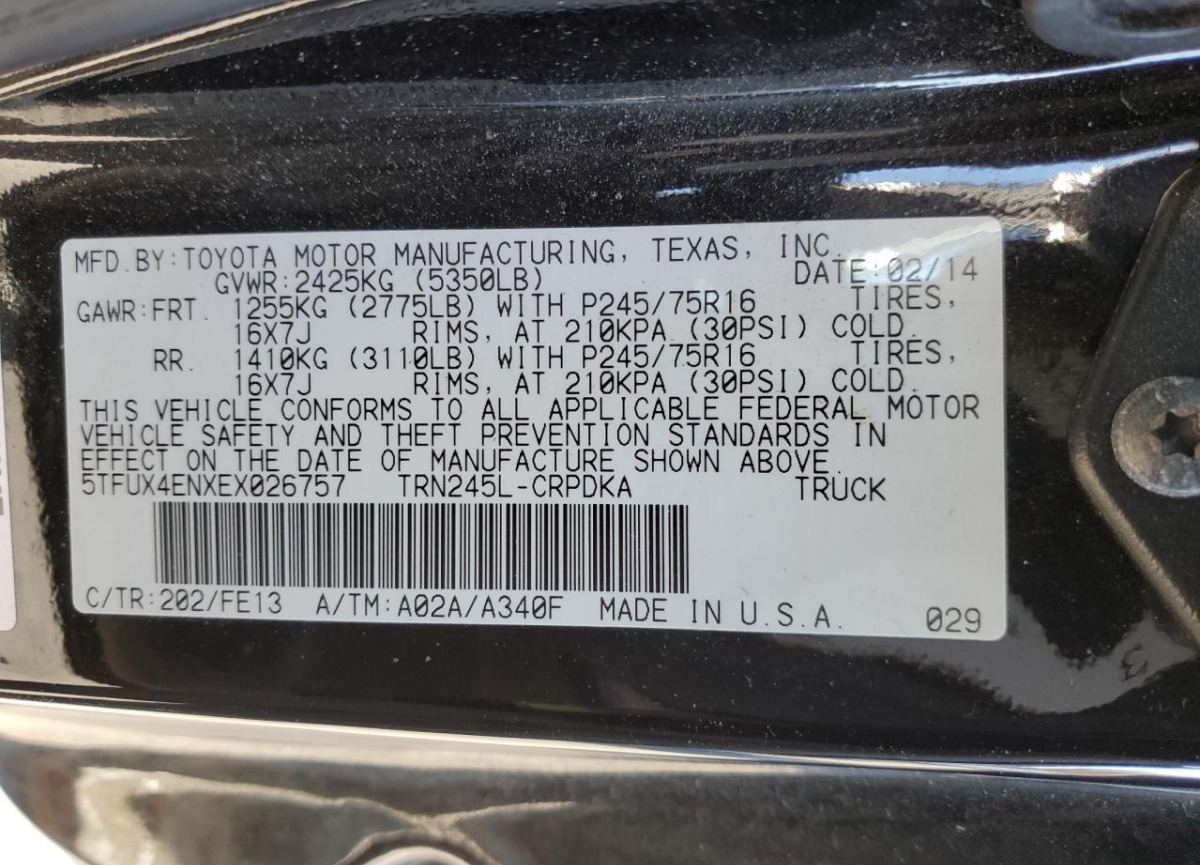 MFD. BY: TOYOTA MOTOR MANUFACTURING, TEXAS, INC.
GVWR: 2425KG (5350LB) DATE: 02/14
GAWR: FRT. 1255KG (2775LB) WITH P245/75R16 TIRES,
16X7J RIMS, AT 210KPA (30PSI) COLD.
RR. 1410KG (3110LB) WITH P245/75R16 TIRES,
16X7J RIMS, AT 210KPA (30PSI) COLD.
THIS VEHICLE CONFORMS TO ALL APPLICABLE FEDERAL MOTOR
VEHICLE SAFETY AND THEFT PREVENTION STANDARDS IN
EFFECT ON THE DATE OF MANUFACTURE SHOWN ABOVE.
5TFUX4ENXEX026757 TRN245L-CRPDKA TRUCK
C/TR: 202/FE13 A/TM: A02A/A340F MADE IN U.S.A. 029